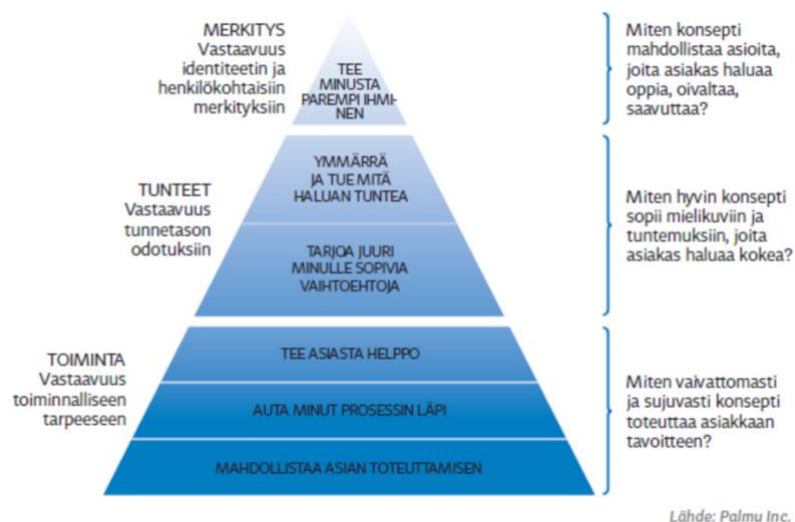 MERKITYS
Vastaavuus
identiteetin ja
henkilökohtaisiin
merkityksiin
TEE
MINUSTA
PAREMPI IHMI-
NEN
Miten konsepti
mahdollistaa asioita,
joita asiakas haluaa
oppia, oivaltaa,
saavuttaa?
TUNTEET
Vastaavuus
tunnetason
odotuksiin
YMMÄRRÄ
JA TUE MITÄ
HALUAN TUNTEA
TARJOA JUURI
MINULLE SOPIVIA
VAIHTOEHTOJA
Miten hyvin konsepti
sopii mielikuviin ja
tuntemuksiin, joita
asiakas haluaa kokea?
TOIMINTA
Vastaavuus
toiminnalliseen
tarpeeseen
TEE ASIASTA HELPPO
AUTA MINUT PROSESSIN LÄPI
MAHDOLLISTAA ASIAN TOTEUTTAMISEN
Miten vaivattomasti
ja sujuvasti konsepti
toteuttaa asiakkaan
tavoitteen?
Lähde: Palmu Inc.